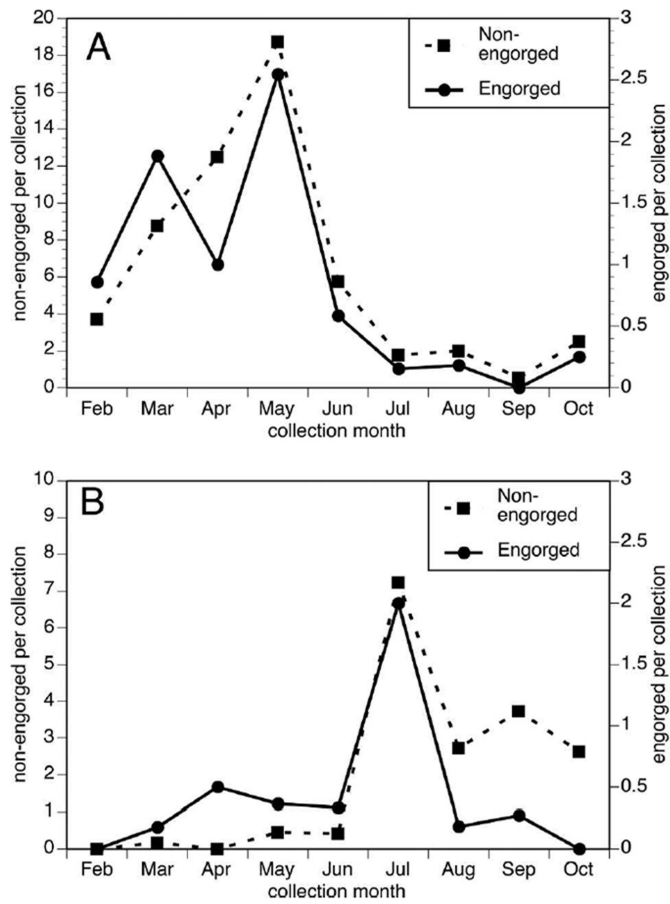 A
Non-
engorged
Engorged
20
18
16
14
12
10
8
6
4
2
0
non-engorged per collection
3
2.5
2
1.5
1
0.5
0
engorged per collection
Feb Mar Apr May Jun Jul Aug Sep Oct
collection month
B
Non-
engorged
Engorged
10
9
8
7
6
5
4
3
2
1
0
non-engorged per collection
3
2.5
2
1.5
1
0.5
0
engorged per collection
Feb Mar Apr May Jun Jul Aug Sep Oct
collection month